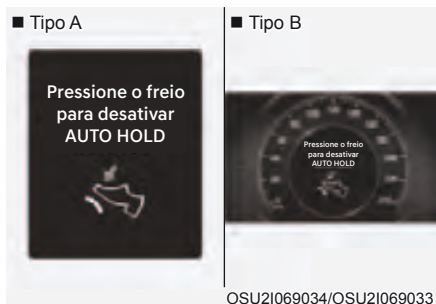 ■ Tipo A
Pressione o freio
para desativar
AUTO HOLD
■ Tipo B
Pressione o freio
para desativar
AUTO HOLD
OSU2I069034/OSU2I069033